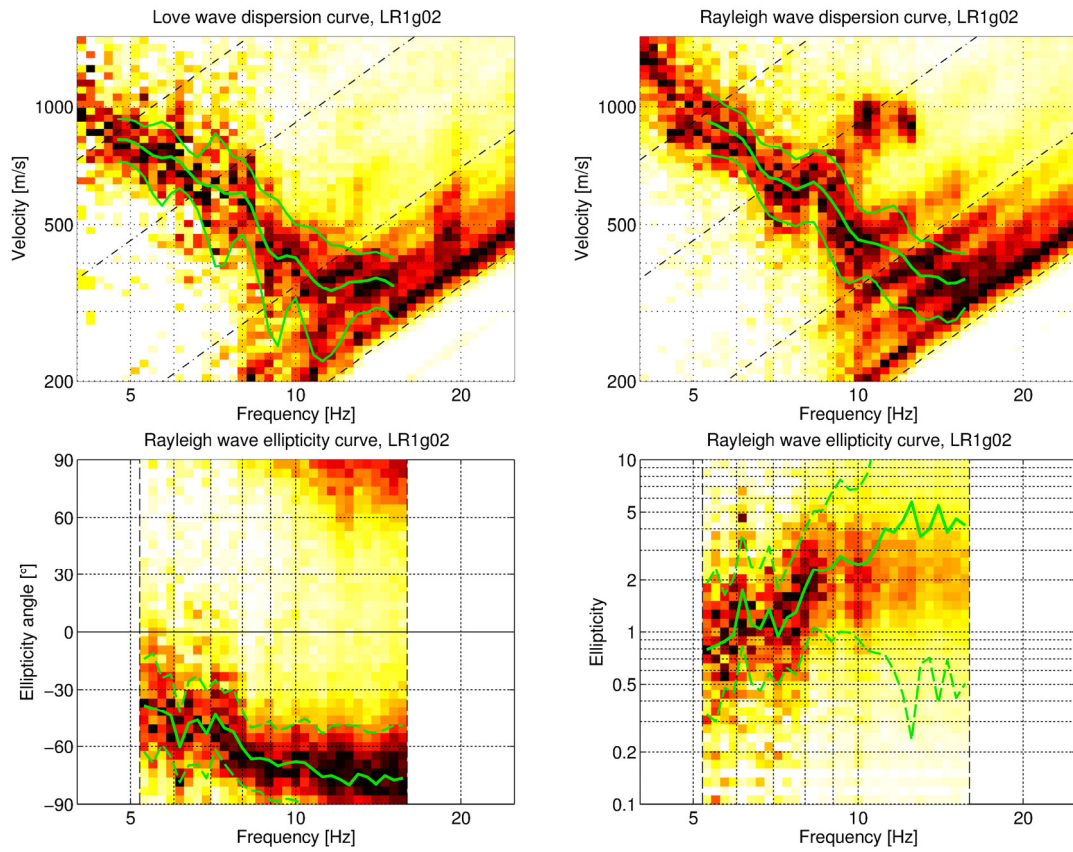 Love wave dispersion curve, LR1g02
Velocity [m/s]
1000
500
200
5
10
20
Frequency [Hz]
Rayleigh wave dispersion curve, LR1g02
Velocity [m/s]
1000
500
200
5
10
20
Frequency [Hz]
Rayleigh wave ellipticity curve, LR1g02
Ellipticity angle [°]
90
60
30
0
−30
−60
−90
5
10
20
Frequency [Hz]
Rayleigh wave ellipticity curve, LR1g02
Ellipticity
10
5
2
1
0.5
0.2
0.1
5
10
20
Frequency [Hz]